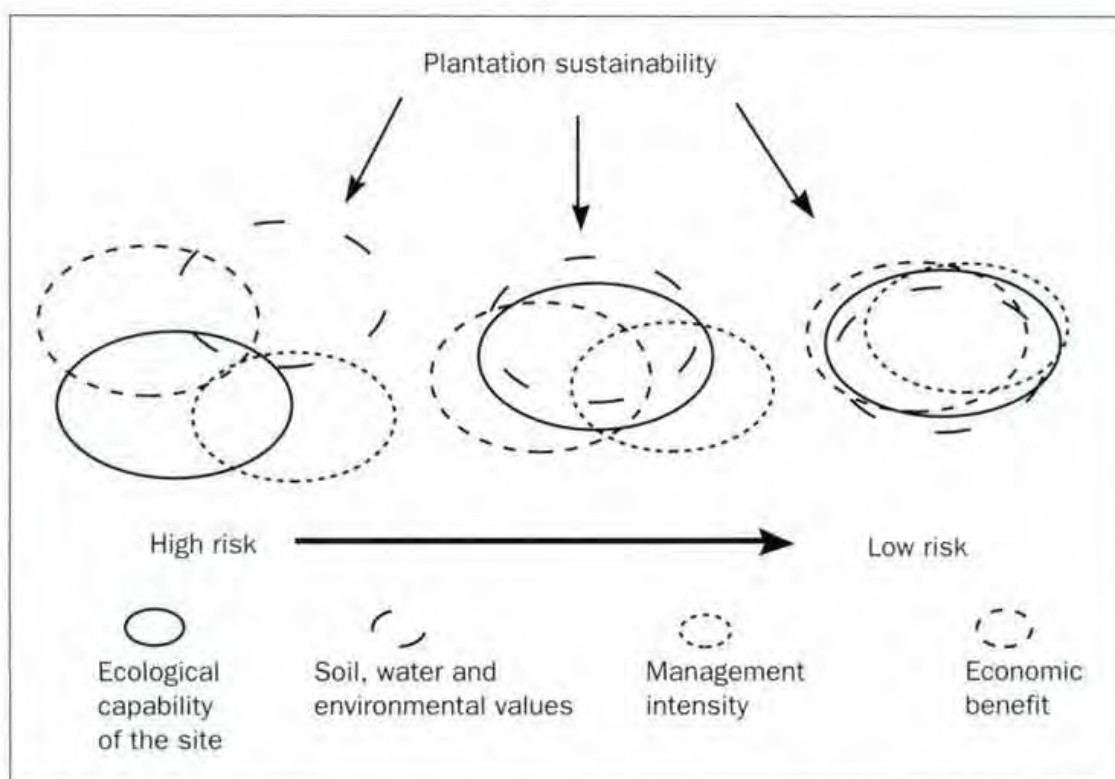 Plantation sustainability
High risk
Low risk
Ecological
capability
of the site
Soil, water and
environmental values
Management
intensity
Economic
benefit